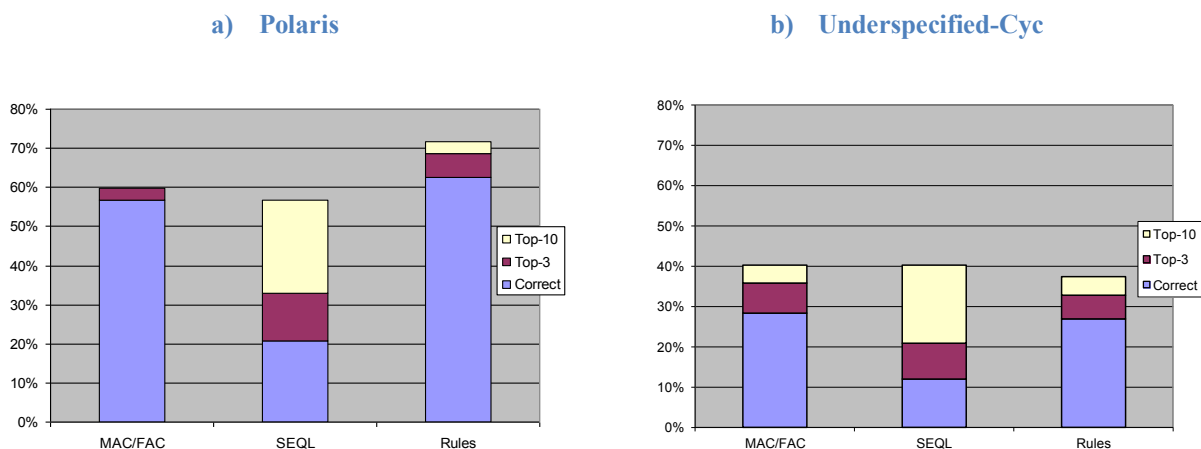 a) Polaris
80%
70%
60%
50%
40%
30%
20%
10%
0%
MAC/FAC SEQL Rules
Top-10
Top-3
Correct
b) Underspecified-Cyc
80%
70%
60%
50%
40%
30%
20%
10%
0%
MAC/FAC SEQL Rules
Top-10
Top-3
Correct